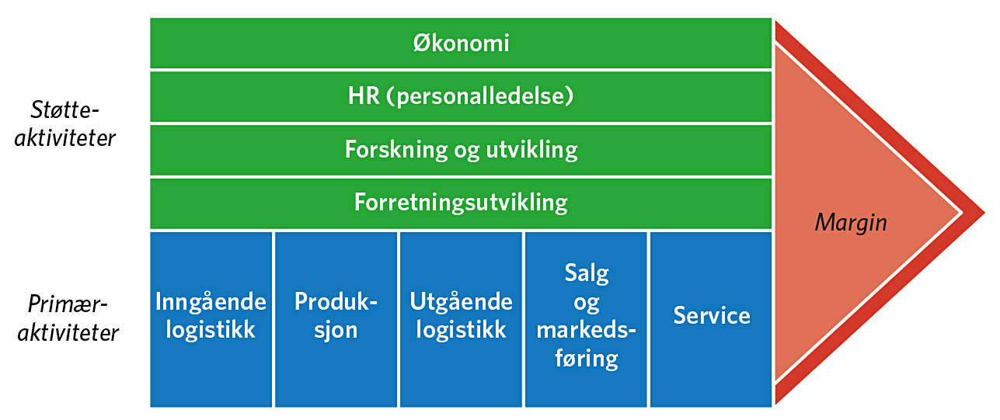 Økonomi
HR (personalledelse)
Støtte-
aktiviteter
Forskning og utvikling
Forretningsutvikling
Margin
Primær-
aktiviteter
Inngående
logistikk
Produk-
sjon
Utgående
logistikk
Salg
og
markeds-
føring
Service